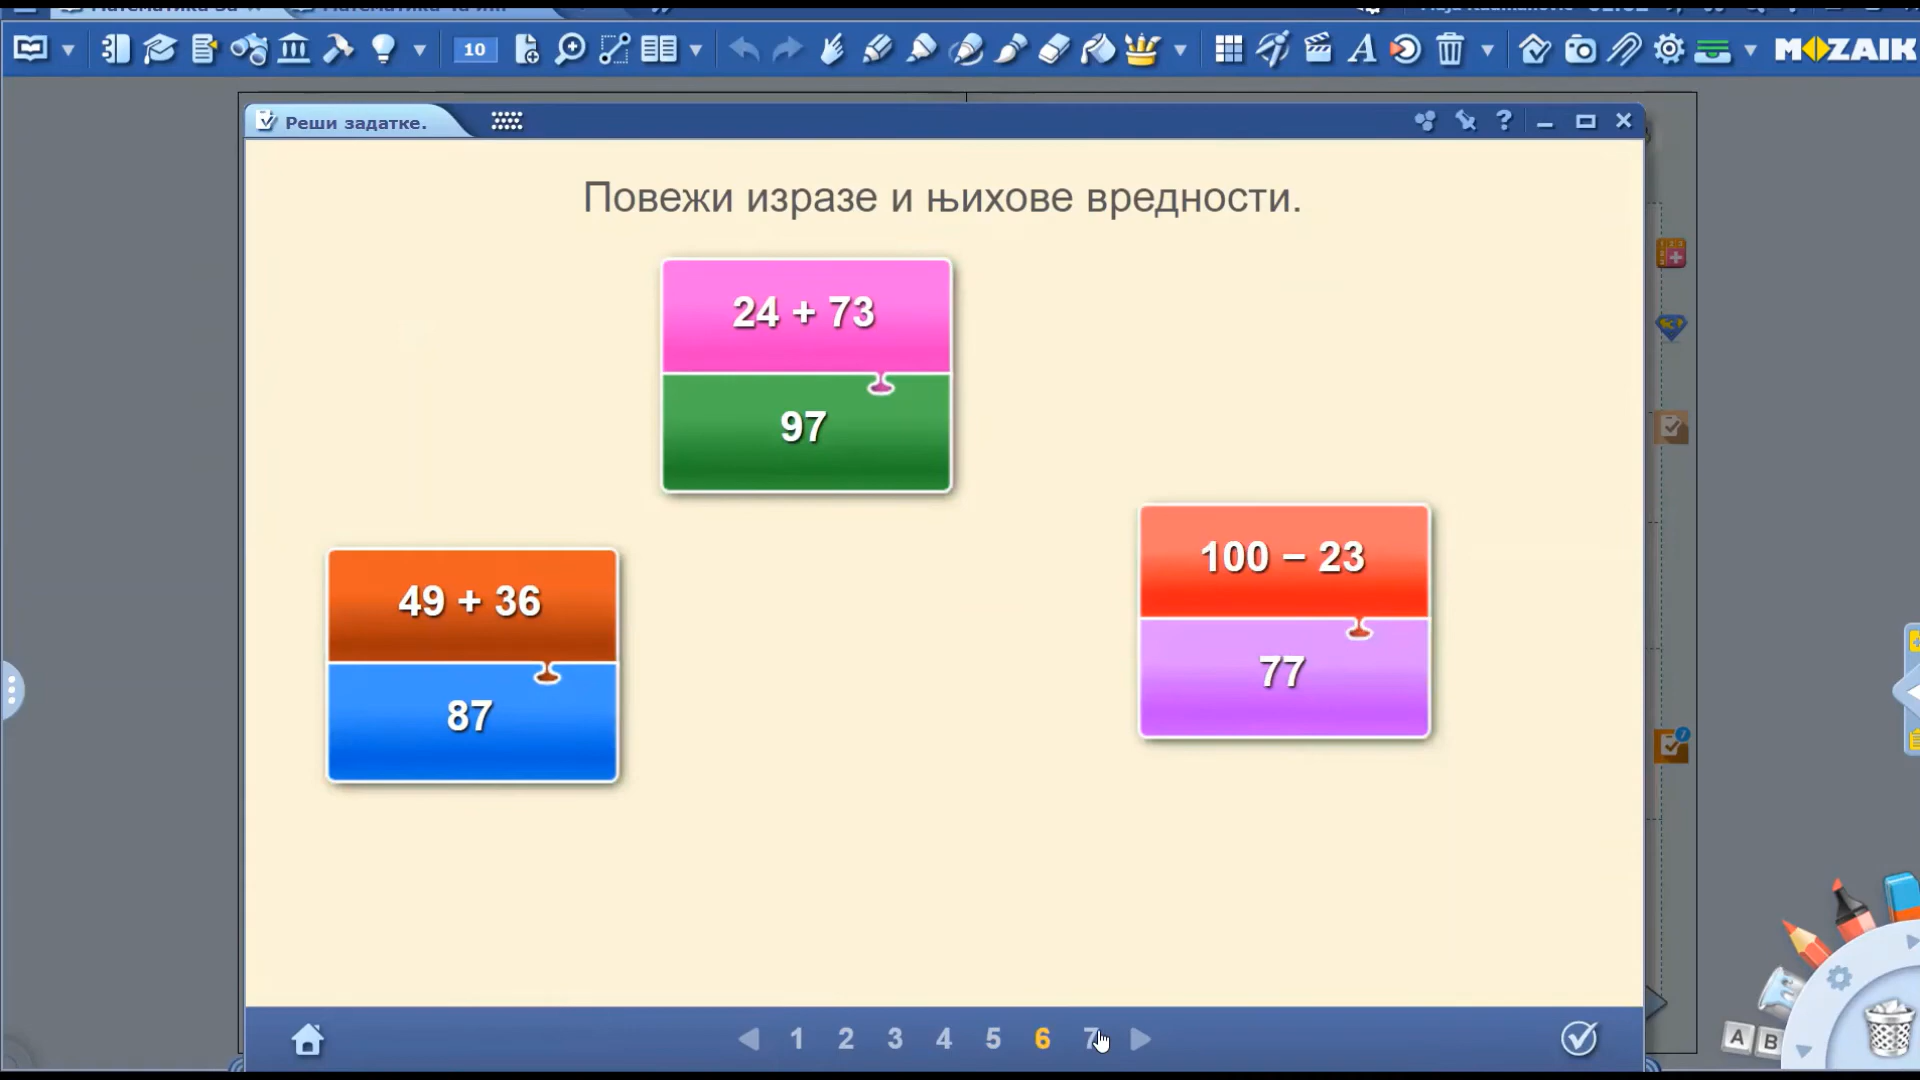 10
MOZAIK
Реши задатке.
?
Повежи изразе и њихове вредности.
24 + 73
97
100 – 23
77
49 + 36
87
1 2 3 4 5 6 7
A B